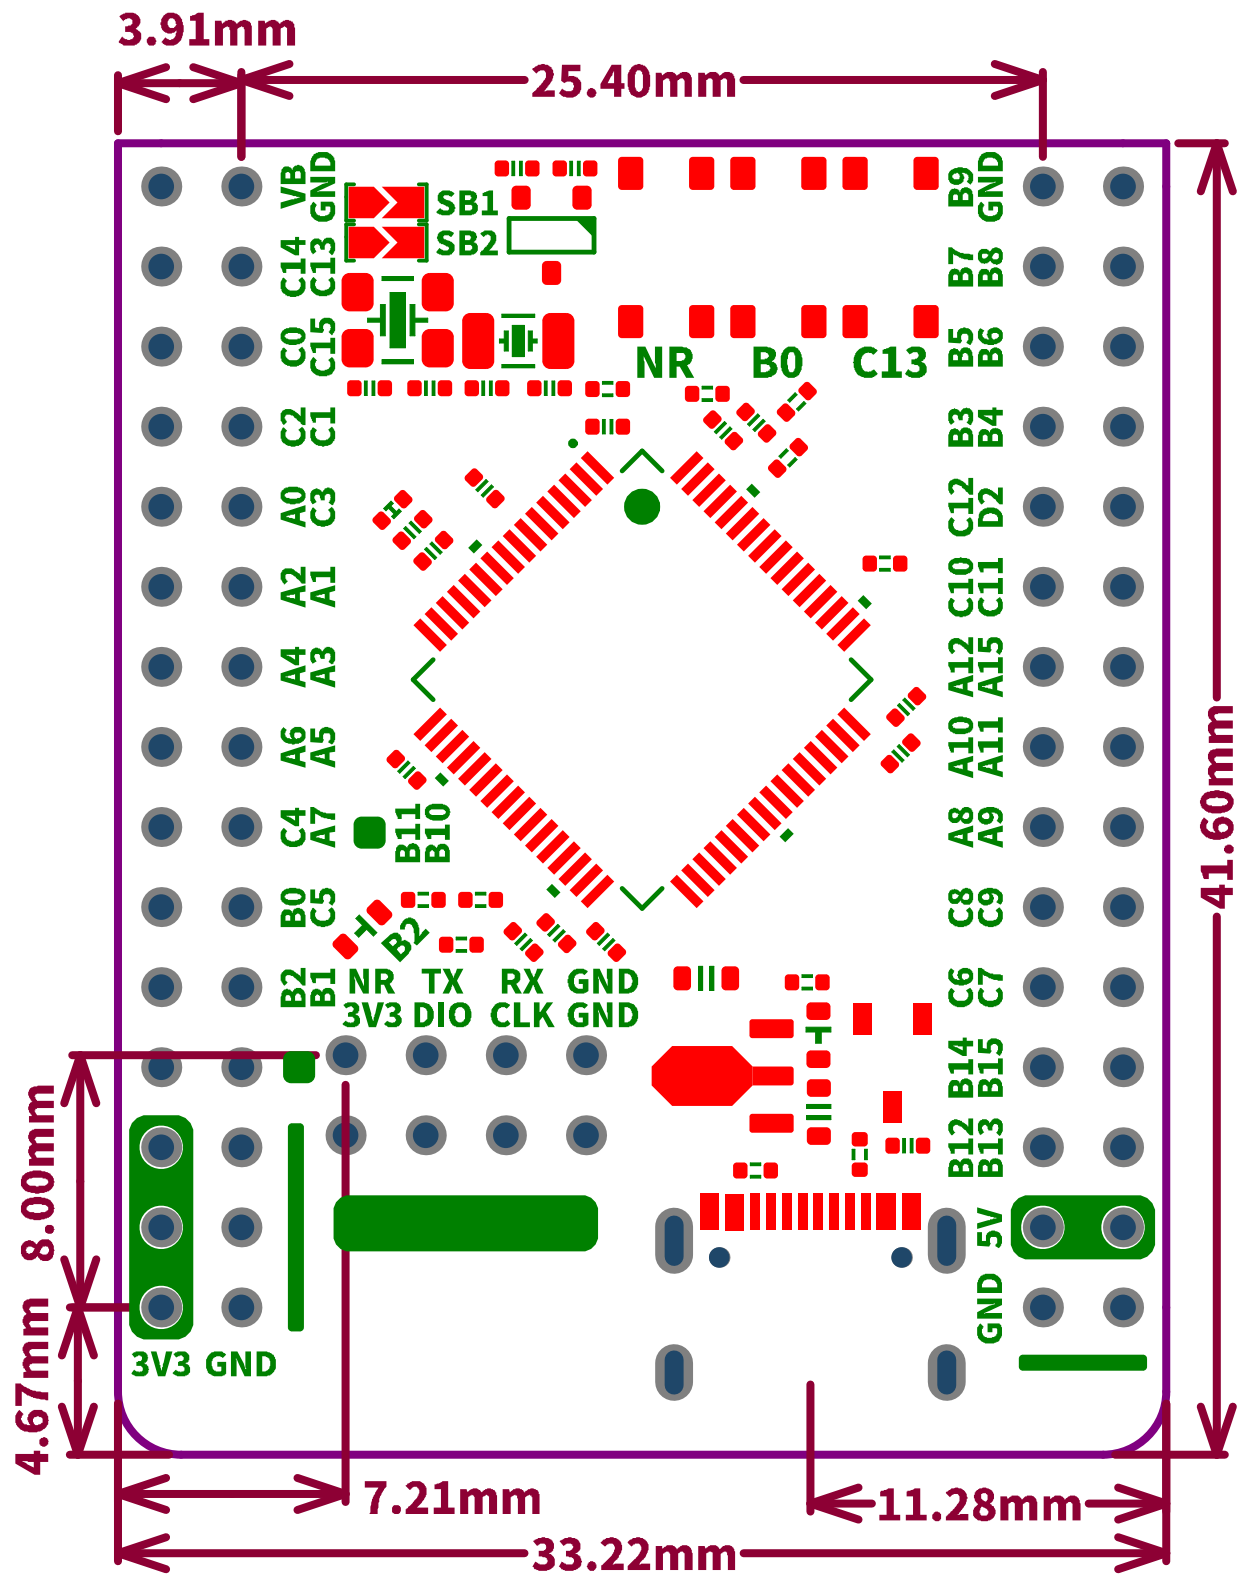 3.91mm
25.40mm
VB
GND
SB1
SB2
C14
C13
C0
C15
C2
C1
A0
C3
A2
A1
A4
A3
A6
A5
C4
A7
B0
C5
B2
B1
B9
GND
B7
B8
B5
B6
B3
B4
C12
D2
C10
C11
A12
A15
A10
A11
A8
A9
C8
C9
C6
C7
B14
B15
B12
B13
5V
GND
NR B0 C13
B11
B10
B2
NR TX RX GND
3V3 DIO CLK GND
3V3 GND
8.00mm
4.67mm
41.60mm
7.21mm
11.28mm
33.22mm